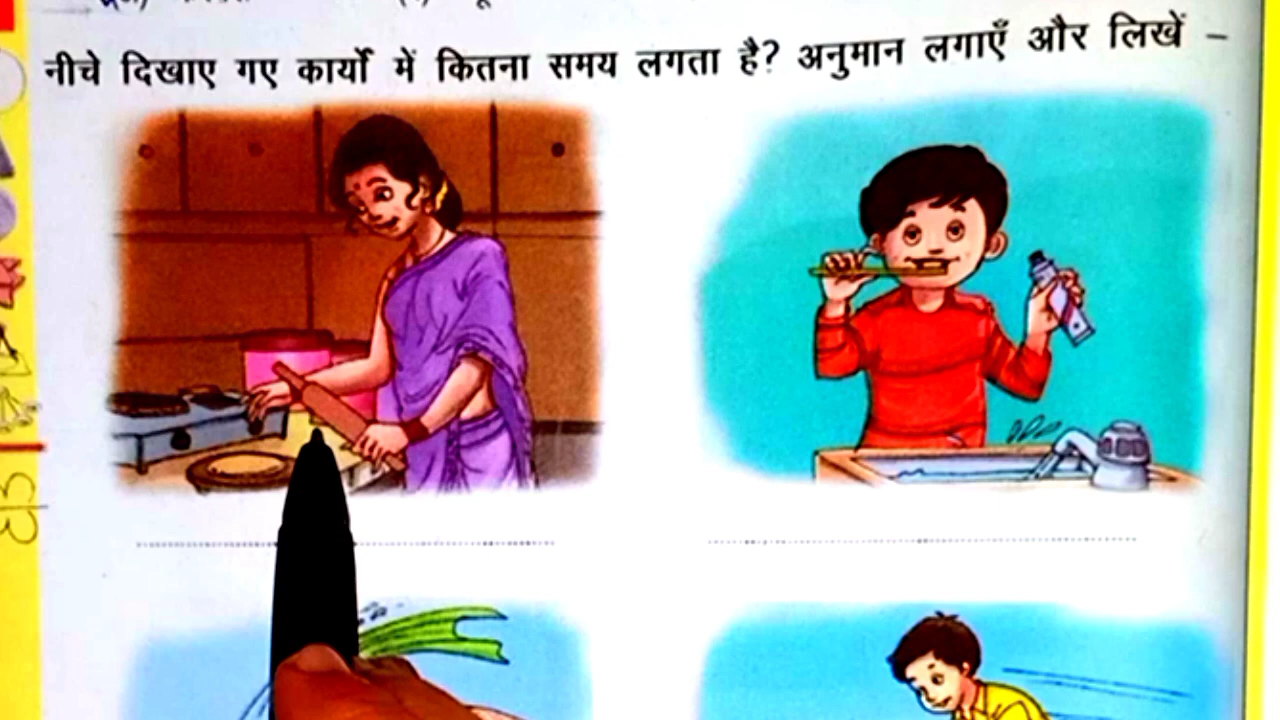 नीचे दिखाए गए कार्यों में कितना समय लगता है? अनुमान लगाएँ और लिखें –